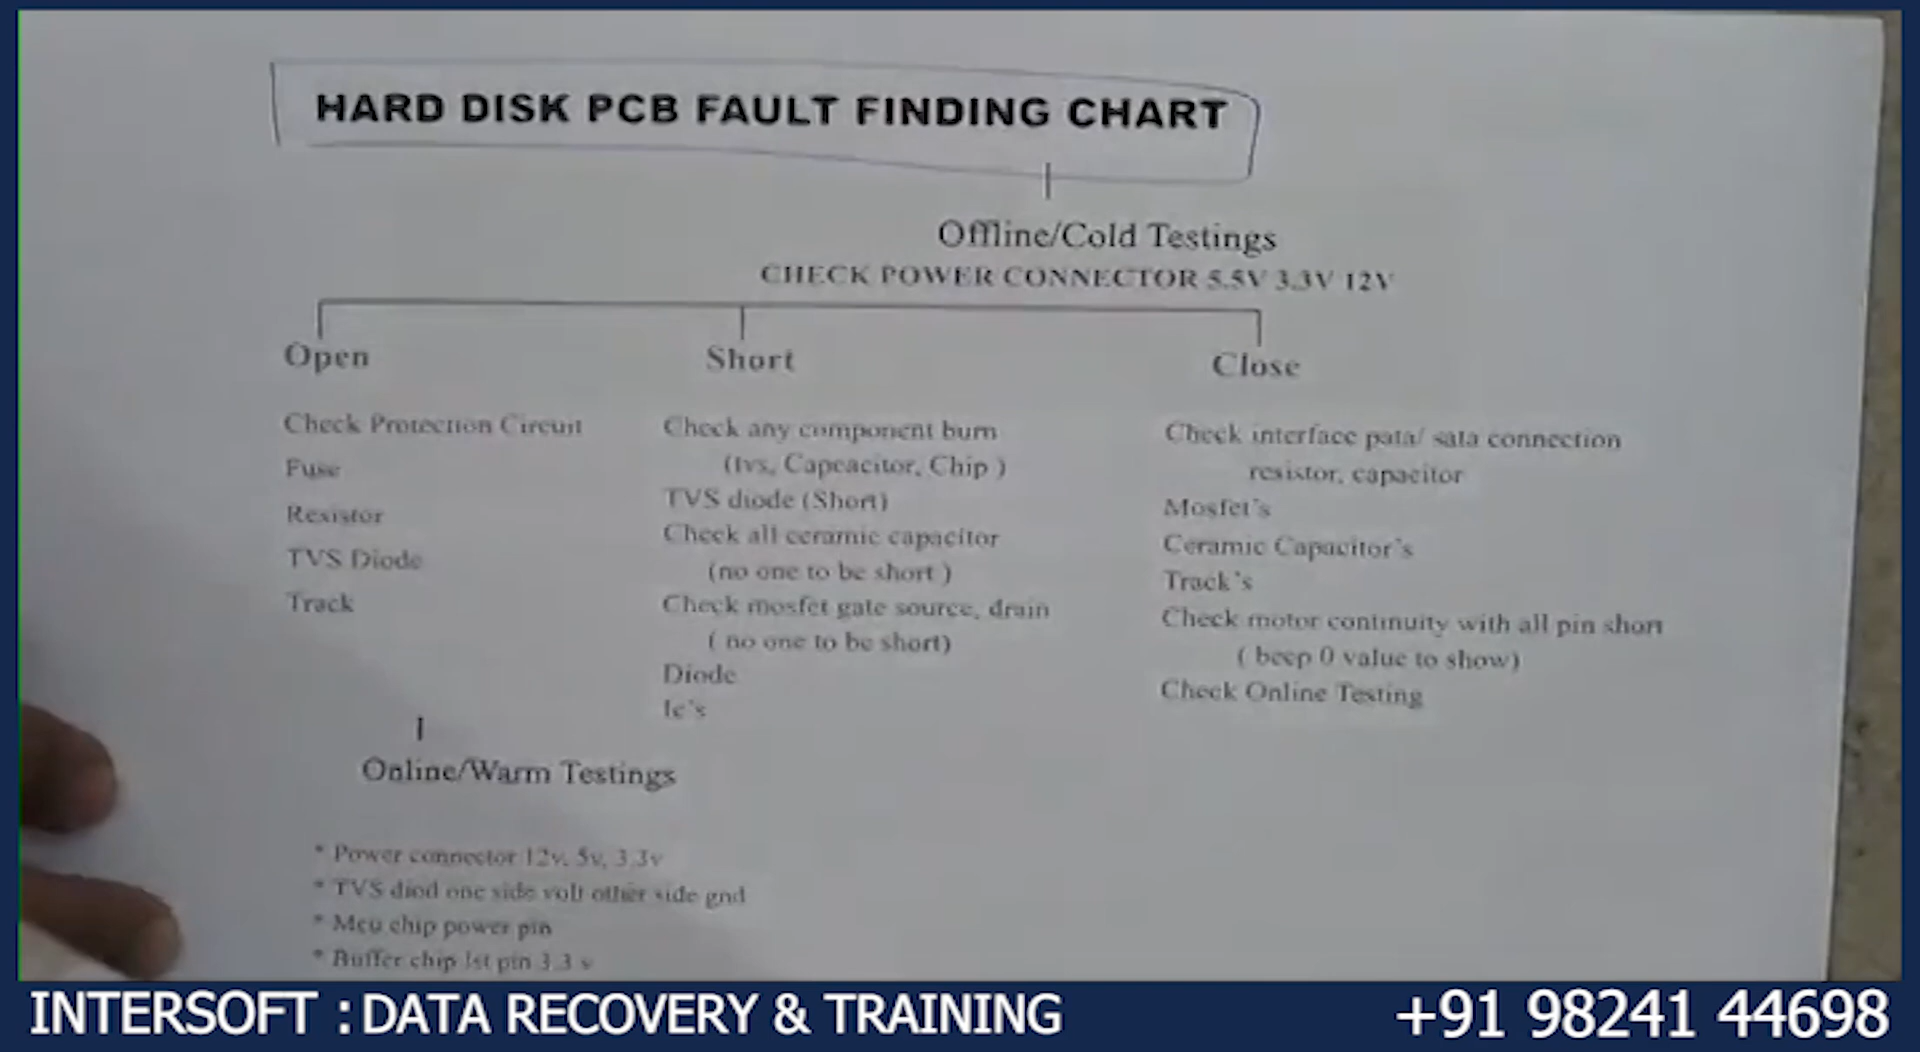 HARD DISK PCB FAULT FINDING CHART
Offline/Cold Testings
CHECK POWER CONNECTOR 5.5V 3.3V 12V
Open
Check Protection Circuit
Fuse
Resistor
TVS Diode
Track
Short
Check any component burn
(tvs, Capcacitor, Chip )
TVS diode (Short)
Check all ceramic capacitor
(no one to be short )
Check mosfet gate source, drain
( no one to be short)
Diode
Ic's
Close
Check interface pata/ sata connection
resistor, capacitor
Mosfet's
Ceramic Capacitor's
Track's
Check motor continuity with all pin short
( beep 0 value to show)
Check Online Testing
Online/Warm Testings
* Power connector 12v, 5v, 3.3v
* TVS diod one side volt other side gnd
* Mcu chip power pin
* Buffer chip 1st pin 3.3 v
INTERSOFT : DATA RECOVERY & TRAINING
+91 98241 44698